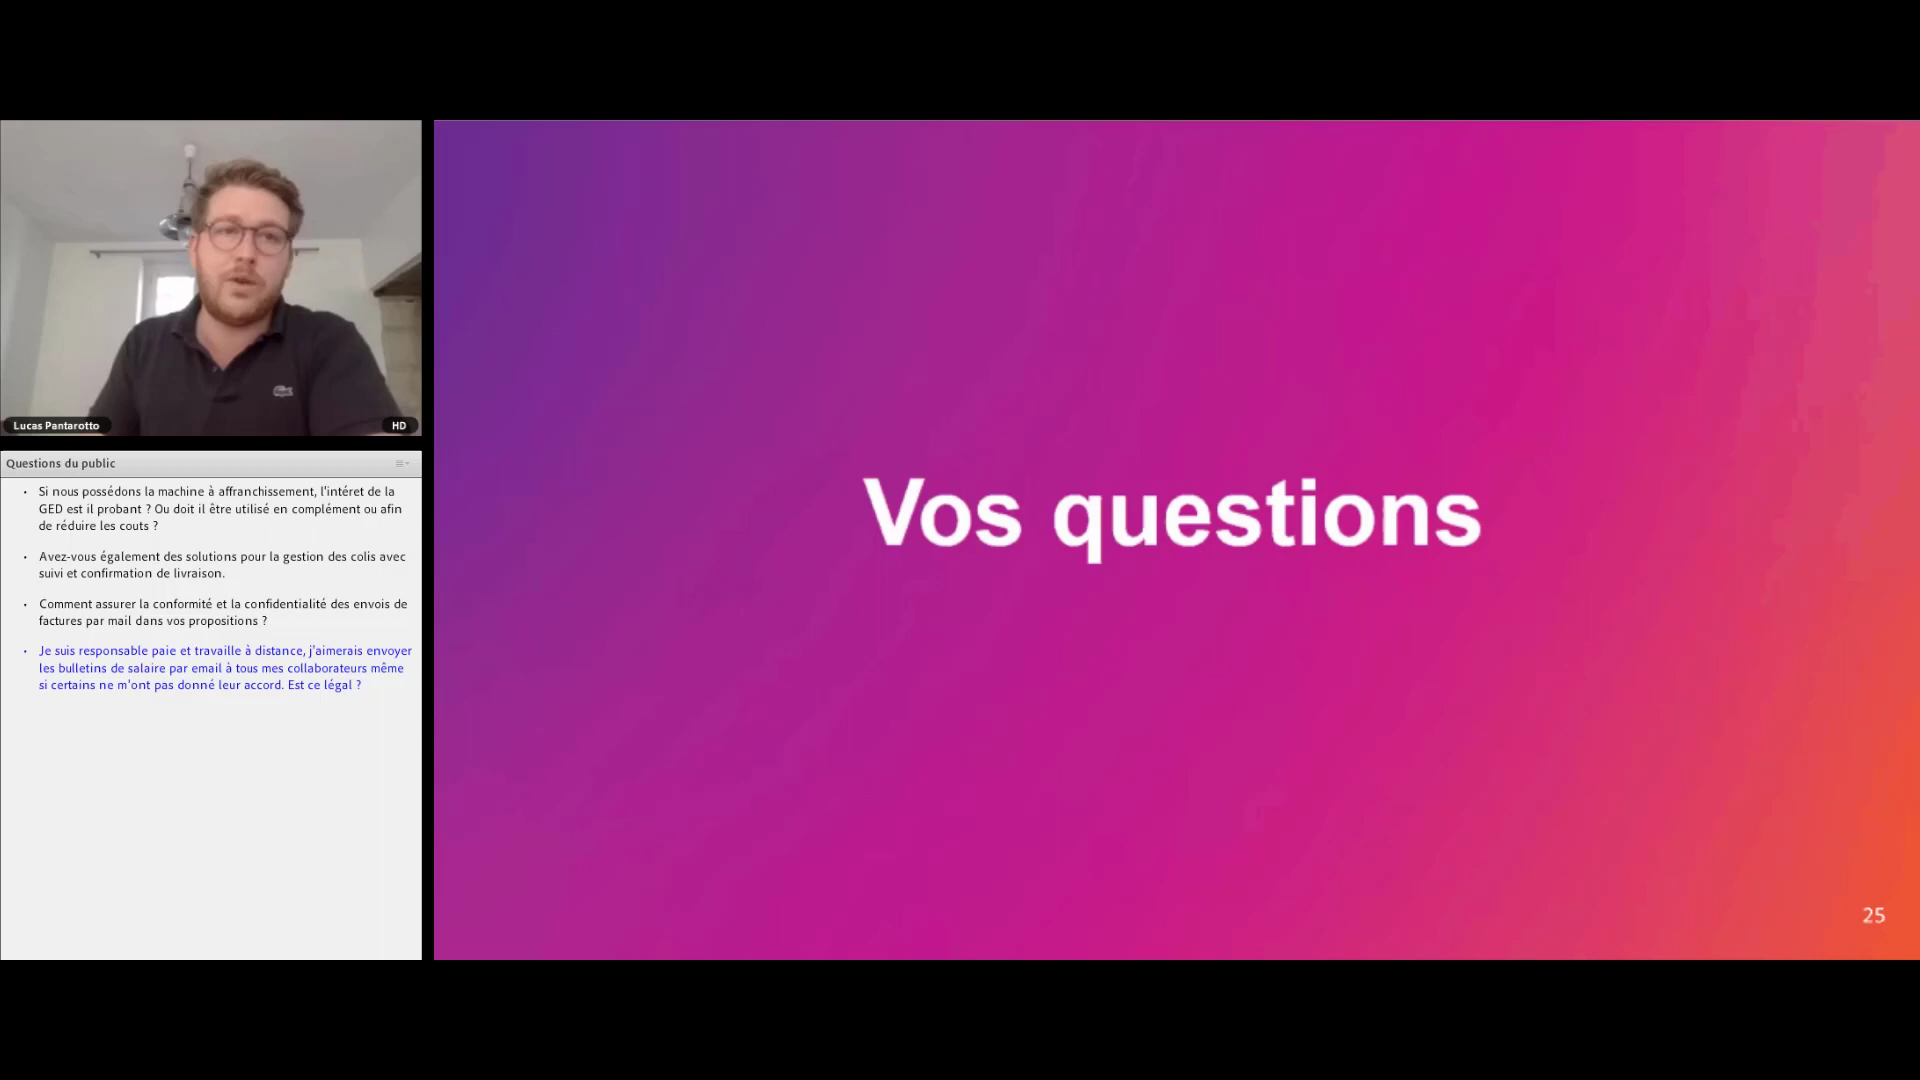 Lucas Pantarotto
HD
Questions du public
• Si nous possédons la machine à affranchissement, l'intéret de la
GED est il probant ? Ou doit il être utilisé en complément ou afin
de réduire les couts ?
• Avez-vous également des solutions pour la gestion des colis avec
suivi et confirmation de livraison.
• Comment assurer la conformité et la confidentialité des envois de
factures par mail dans vos propositions ?
• Je suis responsable paie et travaille à distance, j'aimerais envoyer
les bulletins de salaire par email à tous mes collaborateurs même
si certains ne m'ont pas donné leur accord. Est ce légal ?
Vos questions
25